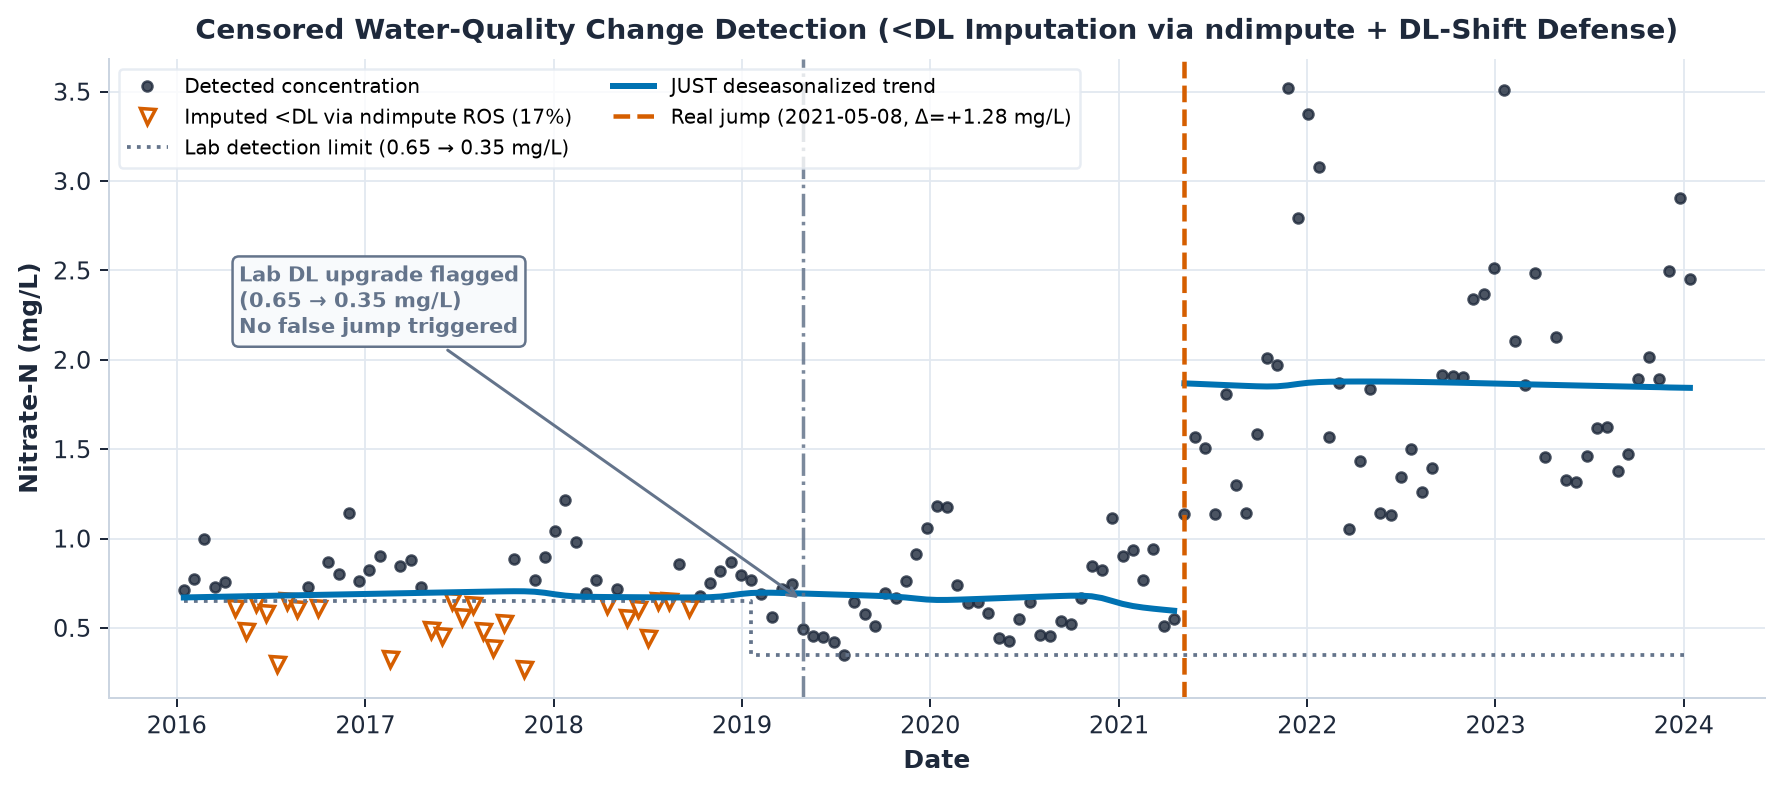 Censored Water-Quality Change Detection (<DL Imputation via ndimpute + DL-Shift Defense)
Detected concentration
Imputed <DL via ndimpute ROS (17%)
Lab detection limit (0.65 → 0.35 mg/L)
JUST deseasonalized trend
Real jump (2021-05-08, Δ=+1.28 mg/L)
Lab DL upgrade flagged
(0.65 → 0.35 mg/L)
No false jump triggered
Nitrate-N (mg/L)
3.5
3.0
2.5
2.0
1.5
1.0
0.5
2016 2017 2018 2019 2020 2021 2022 2023 2024
Date